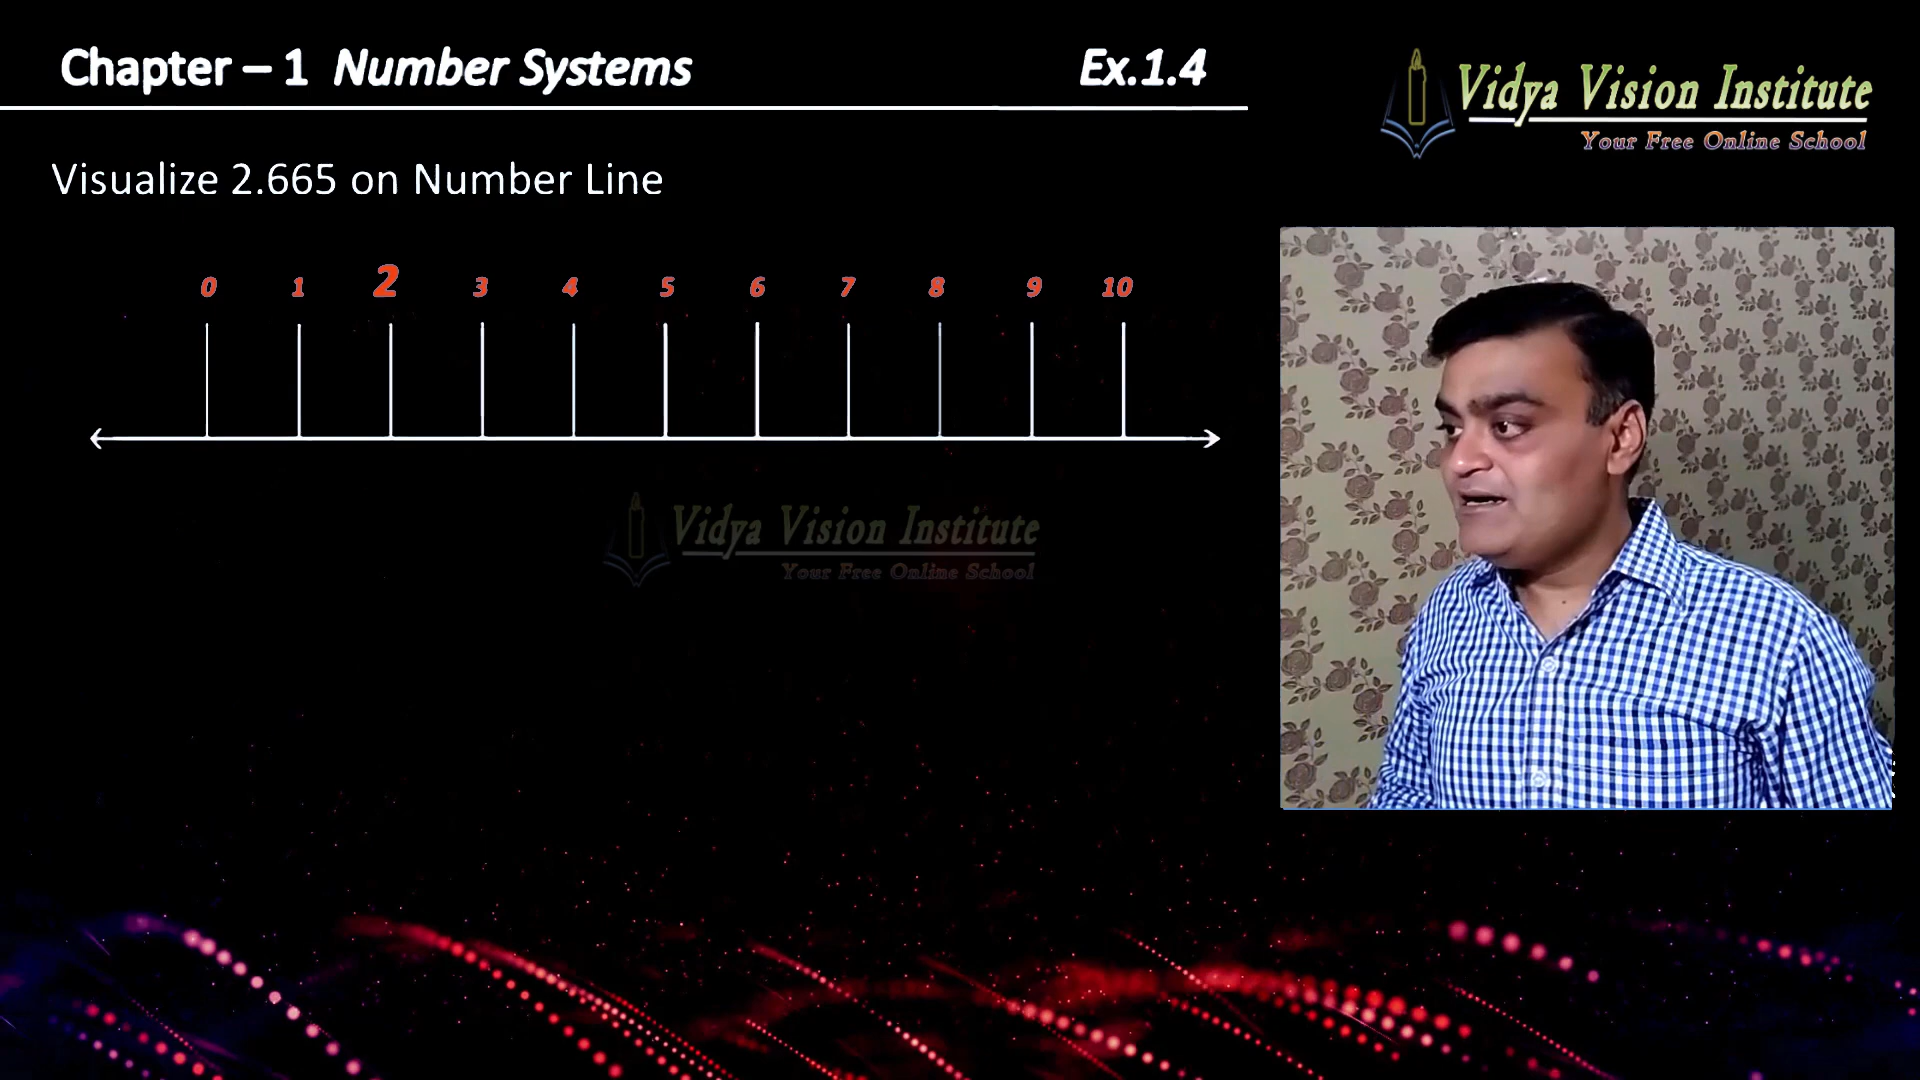 Chapter – 1 Number Systems Ex.1.4
Vidya Vision Institute
Your Free Online School
Visualize 2.665 on Number Line
0 1 2 3 4 5 6 7 8 9 10
Vidya Vision Institute
Your Free Online School